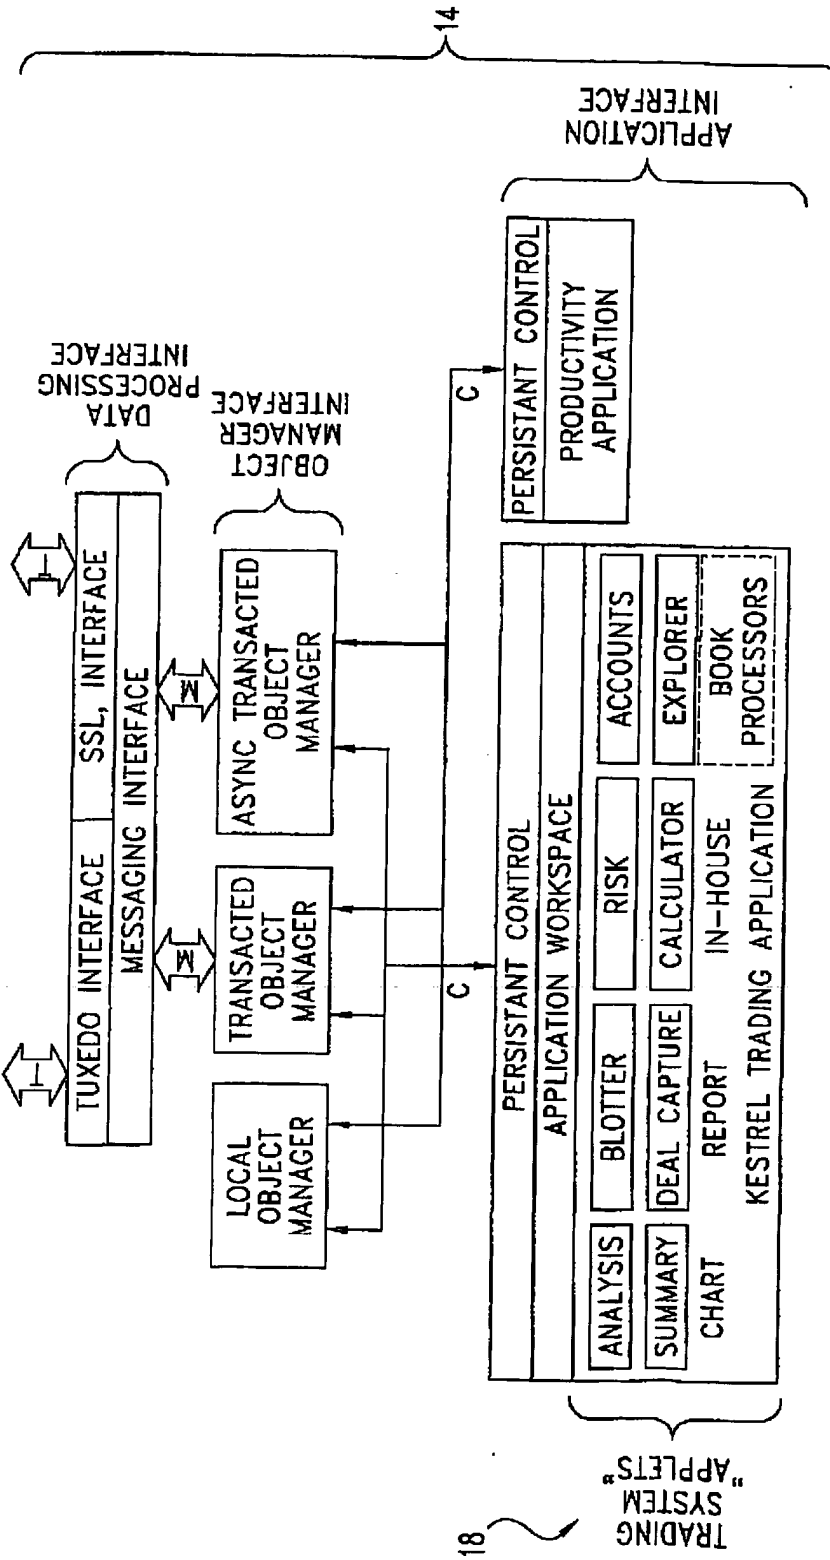 T
T
TUXEDO INTERFACE
SSL, INTERFACE
MESSAGING INTERFACE
DATA
PROCESSING
INTERFACE
M
M
LOCAL
OBJECT
MANAGER
TRANSACTED
OBJECT
MANAGER
ASYNC TRANSACTED
OBJECT
MANAGER
OBJECT
MANAGER
INTERFACE
14
C
C
PERSISTANT CONTROL
APPLICATION WORKSPACE
ANALYSIS
BLOTTER
RISK
ACCOUNTS
SUMMARY
DEAL CAPTURE
CALCULATOR
EXPLORER
CHART
REPORT
IN-HOUSE
BOOK
PROCESSORS
KESTREL TRADING APPLICATION
PERSISTANT CONTROL
PRODUCTIVITY
APPLICATION
APPLICATION
INTERFACE
18
TRADING
SYSTEM
"APPLETS"